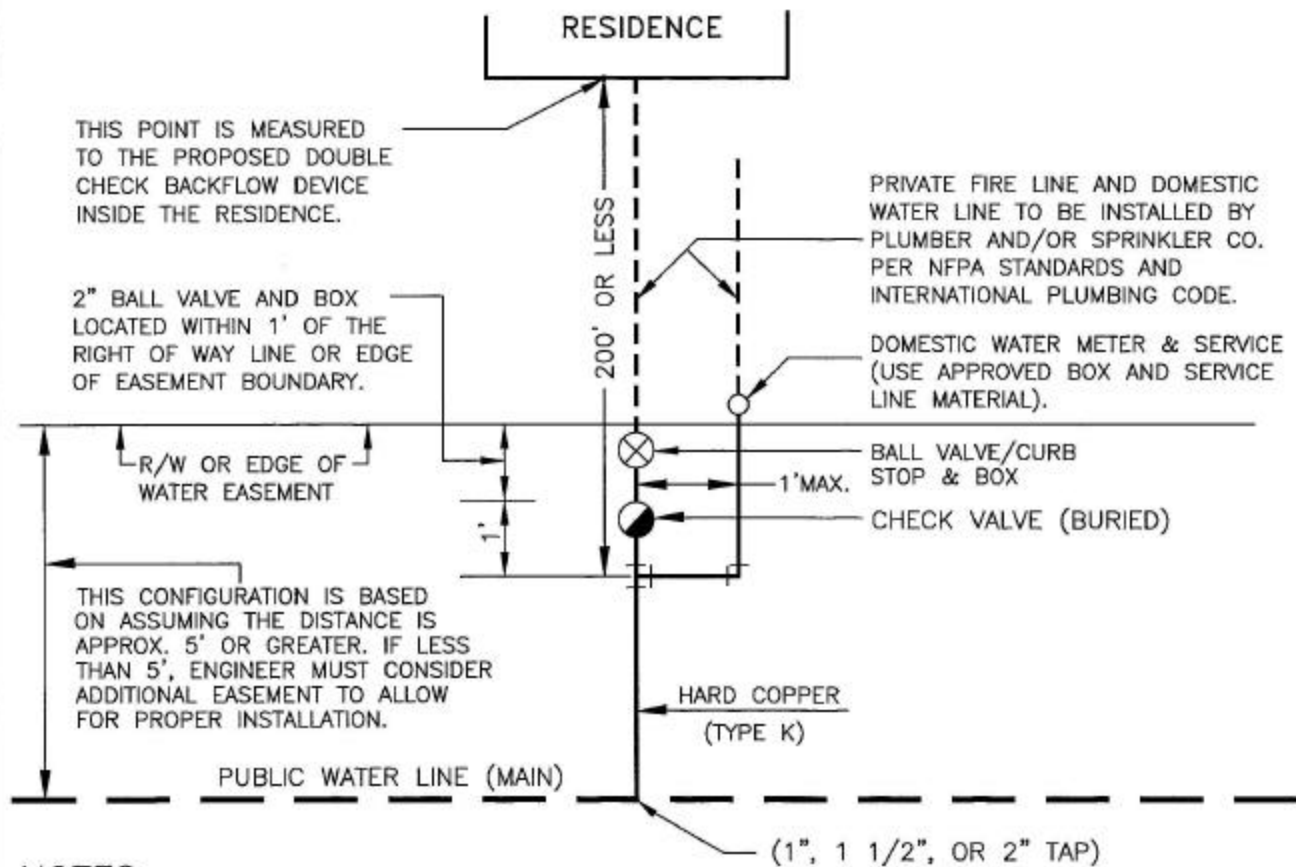 RESIDENCE
THIS POINT IS MEASURED
TO THE PROPOSED DOUBLE
CHECK BACKFLOW DEVICE
INSIDE THE RESIDENCE.
200' OR LESS
PRIVATE FIRE LINE AND DOMESTIC
WATER LINE TO BE INSTALLED BY
PLUMBER AND/OR SPRINKLER CO.
PER NFPA STANDARDS AND
INTERNATIONAL PLUMBING CODE.
2" BALL VALVE AND BOX
LOCATED WITHIN 1' OF THE
RIGHT OF WAY LINE OR EDGE
OF EASEMENT BOUNDARY.
DOMESTIC WATER METER & SERVICE
(USE APPROVED BOX AND SERVICE
LINE MATERIAL).
R/W OR EDGE OF
WATER EASEMENT
BALL VALVE/CURB
STOP & BOX
1'MAX.
CHECK VALVE (BURIED)
1'
THIS CONFIGURATION IS BASED
ON ASSUMING THE DISTANCE IS
APPROX. 5' OR GREATER. IF LESS
THAN 5', ENGINEER MUST CONSIDER
ADDITIONAL EASEMENT TO ALLOW
FOR PROPER INSTALLATION.
HARD COPPER
(TYPE K)
PUBLIC WATER LINE (MAIN)
(1", 1 1/2", OR 2" TAP)